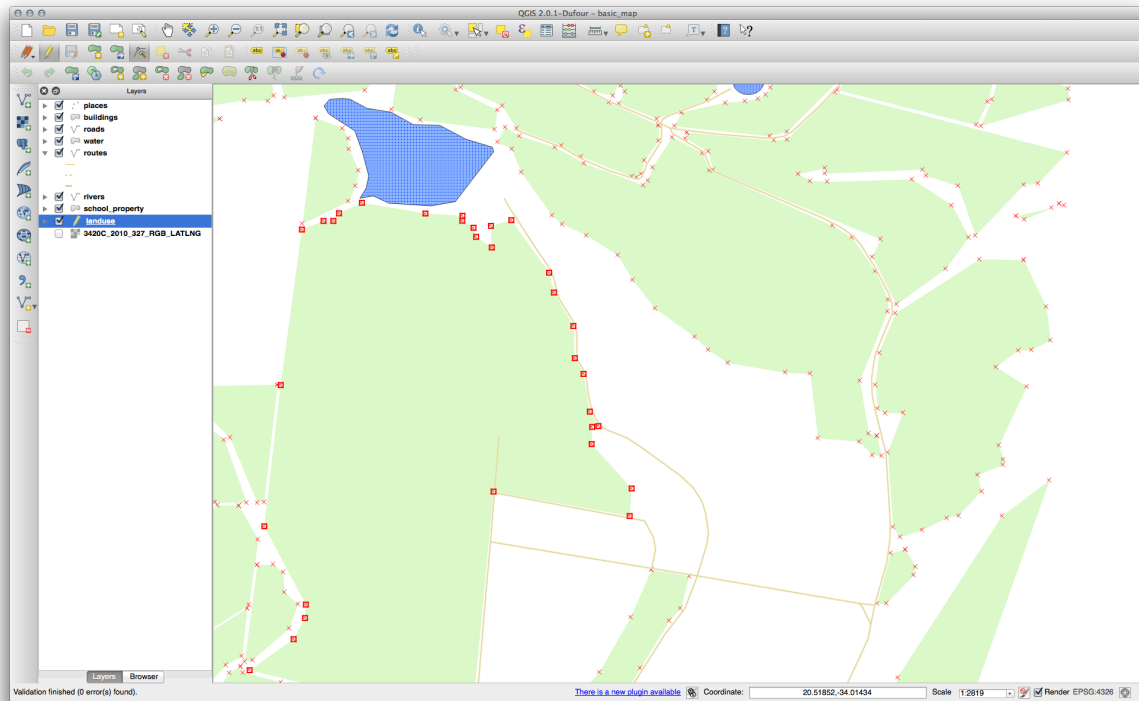 QGIS 2.0.1-Dufour - basic_map
Layers
places
buildings
roads
water
routes
rivers
school_property
landuse
3420C_2010_327_RGB_LATLNG
Layers Browser
Validation finished (0 error(s) found). There is a new plugin available Coordinate: 20.51852,-34.01434 Scale 1:2819 Render EPSG:4326